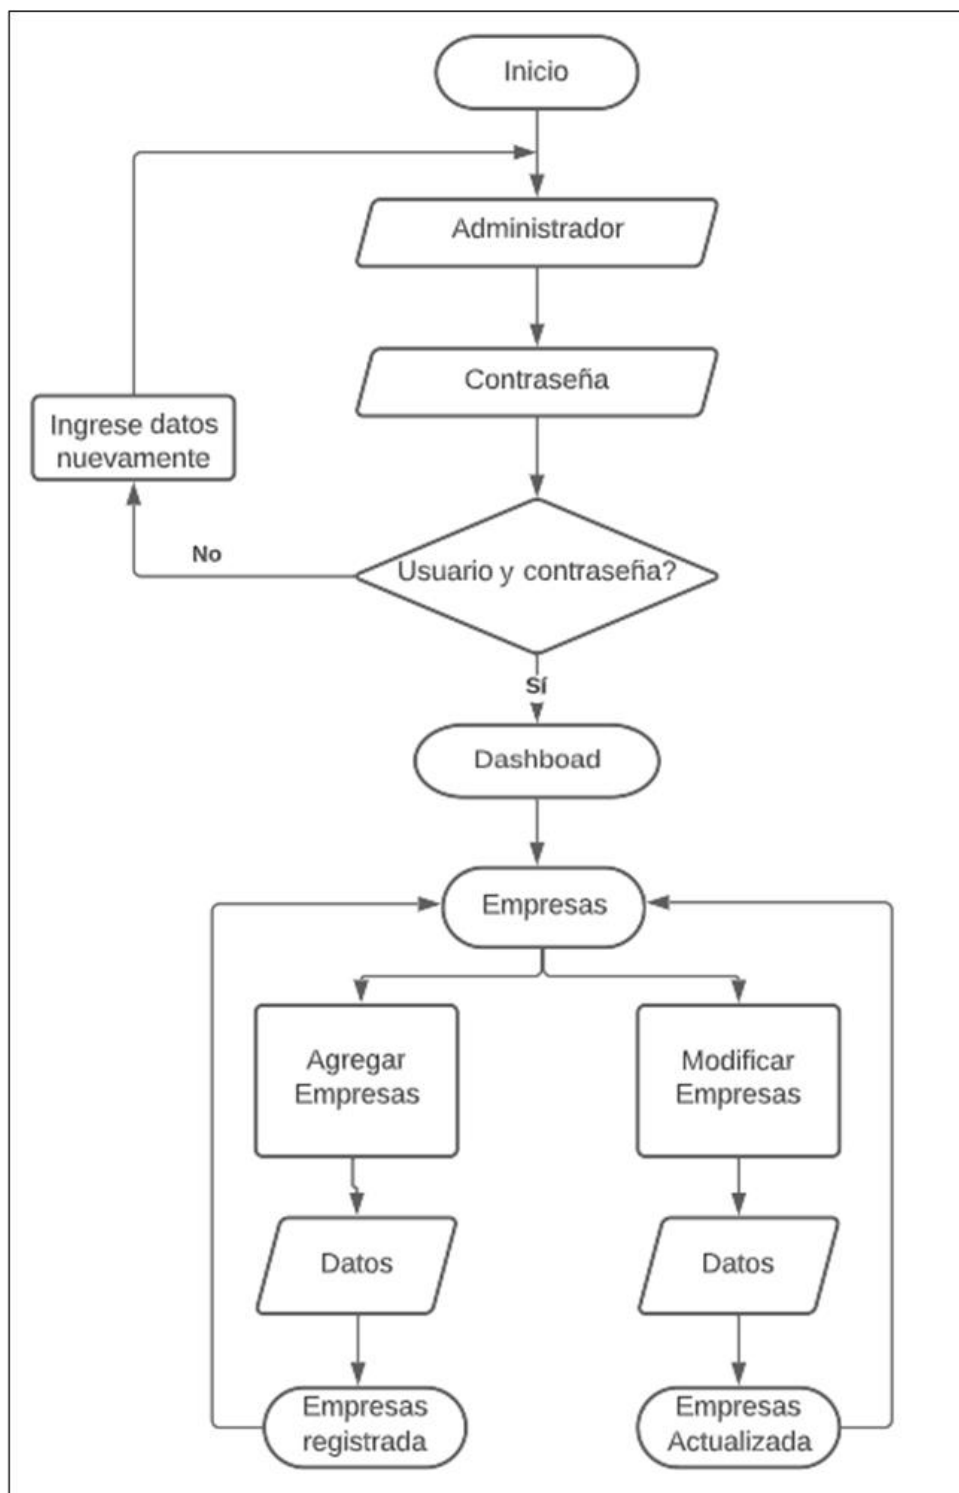 Inicio
Administrador
Contraseña
Ingrese datos
nuevamente
No
Usuario y contraseña?
Sí
Dashboad
Empresas
Agregar
Empresas
Modificar
Empresas
Datos
Datos
Empresas
registrada
Empresas
Actualizada